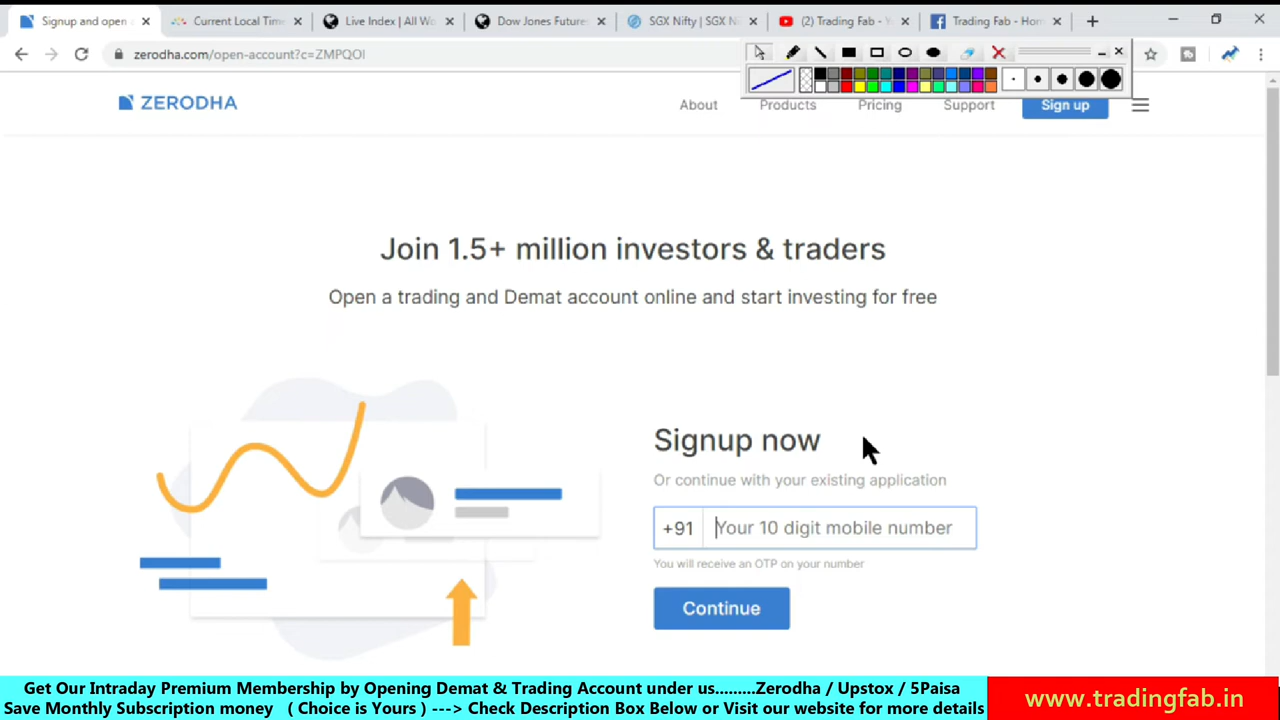 Signup and open
Current Local Time
Live Index | All Wo
Dow Jones Futures
SGX Nifty | SGX Ni
(2) Trading Fab - Y
Trading Fab - Hom
zerodha.com/open-account?c=ZMPQOI
ZERODHA
About
Products
Pricing
Support
Sign up
Join 1.5+ million investors & traders
Open a trading and Demat account online and start investing for free
Signup now
Or continue with your existing application
+91 Your 10 digit mobile number
You will receive an OTP on your number
Continue
Get Our Intraday Premium Membership by Opening Demat & Trading Account under us.........Zerodha / Upstox / 5Paisa
Save Monthly Subscription money ( Choice is Yours ) ---> Check Description Box Below or Visit our website for more details
www.tradingfab.in